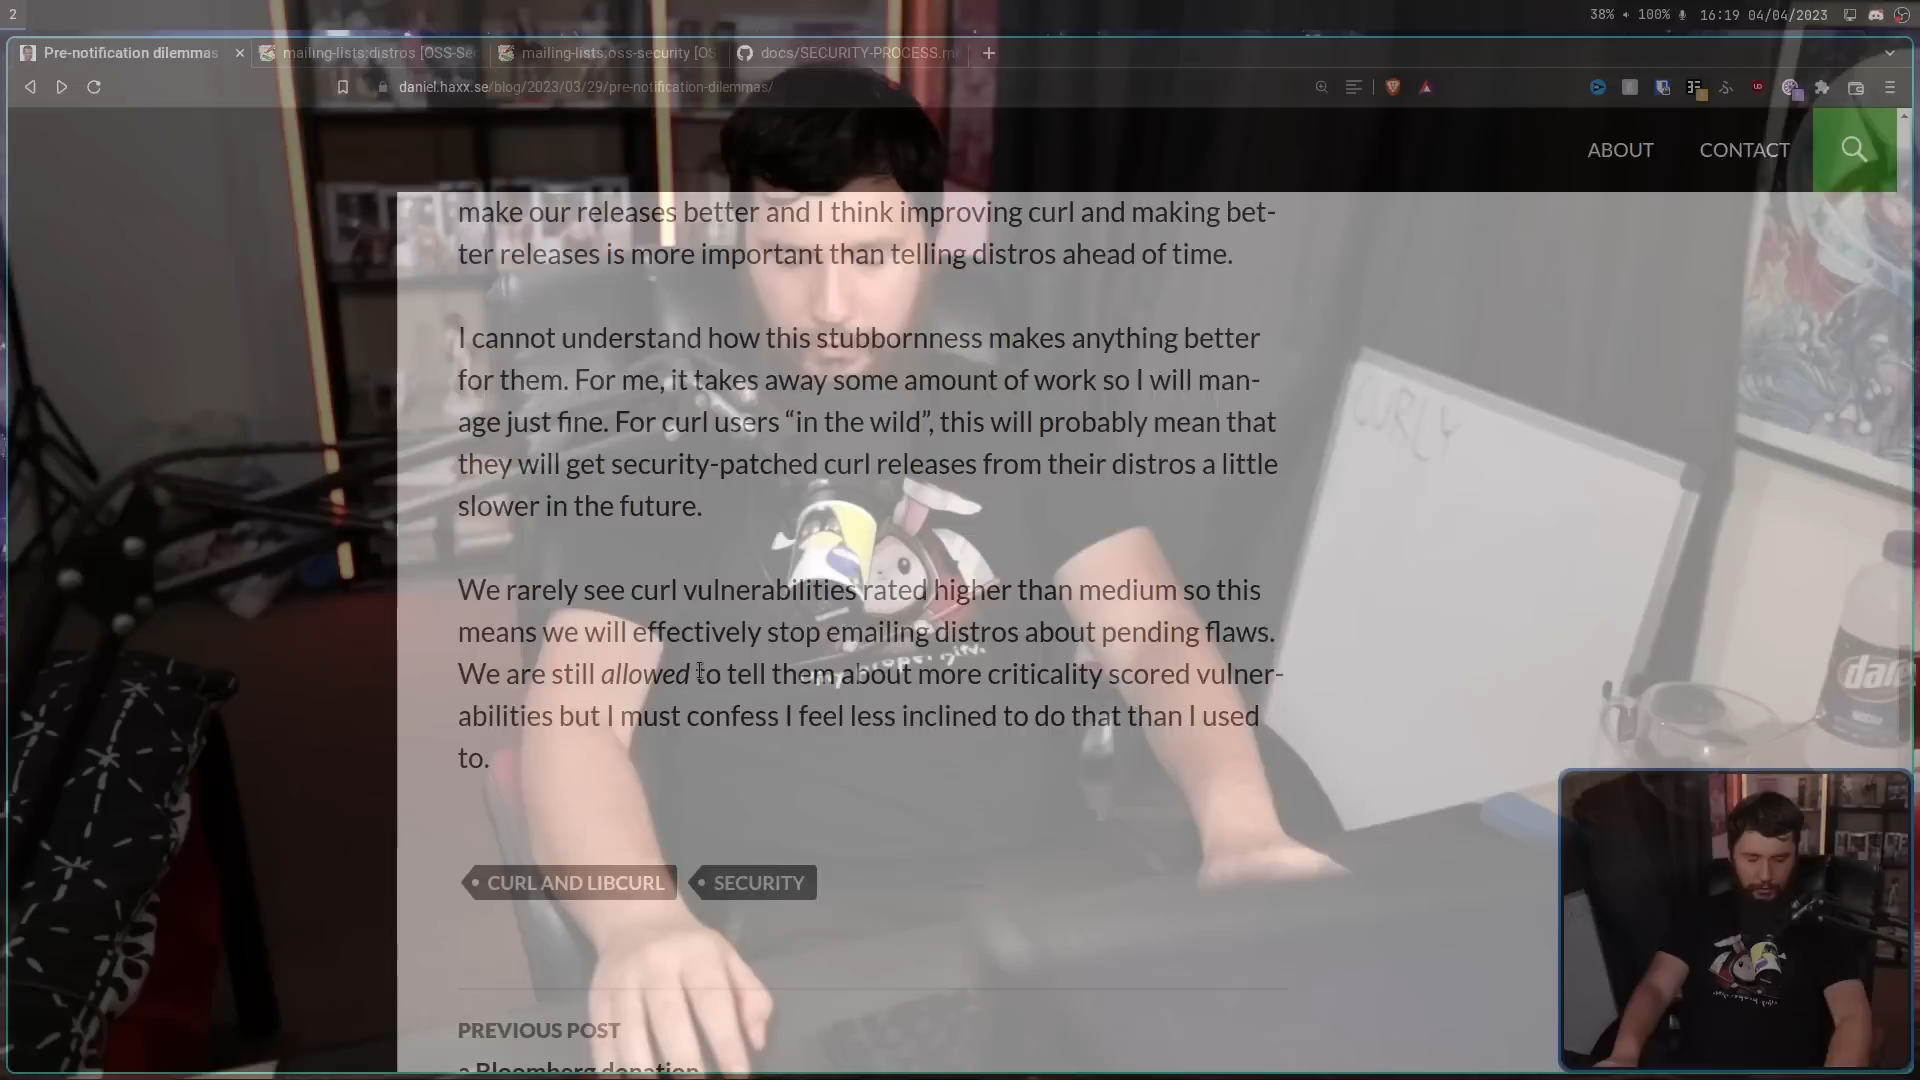 2
38% 100% 16:19 04/04/2023
Pre-notification dilemmas
mailing-lists:distros [OSS-Se
mailing-lists:oss-security [OS
docs/SECURITY-PROCESS.m
daniel.haxx.se/blog/2023/03/29/pre-notification-dilemmas/
ABOUT CONTACT
make our releases better and I think improving curl and making bet-
ter releases is more important than telling distros ahead of time.
I cannot understand how this stubbornness makes anything better
for them. For me, it takes away some amount of work so I will man-
age just fine. For curl users “in the wild”, this will probably mean that
they will get security-patched curl releases from their distros a little
slower in the future.
We rarely see curl vulnerabilities rated higher than medium so this
means we will effectively stop emailing distros about pending flaws.
We are still allowed to tell them about more criticality scored vulner-
abilities but I must confess I feel less inclined to do that than I used
to.
CURL AND LIBCURL
SECURITY
PREVIOUS POST
a Bloomberg donation
CURLY
dare